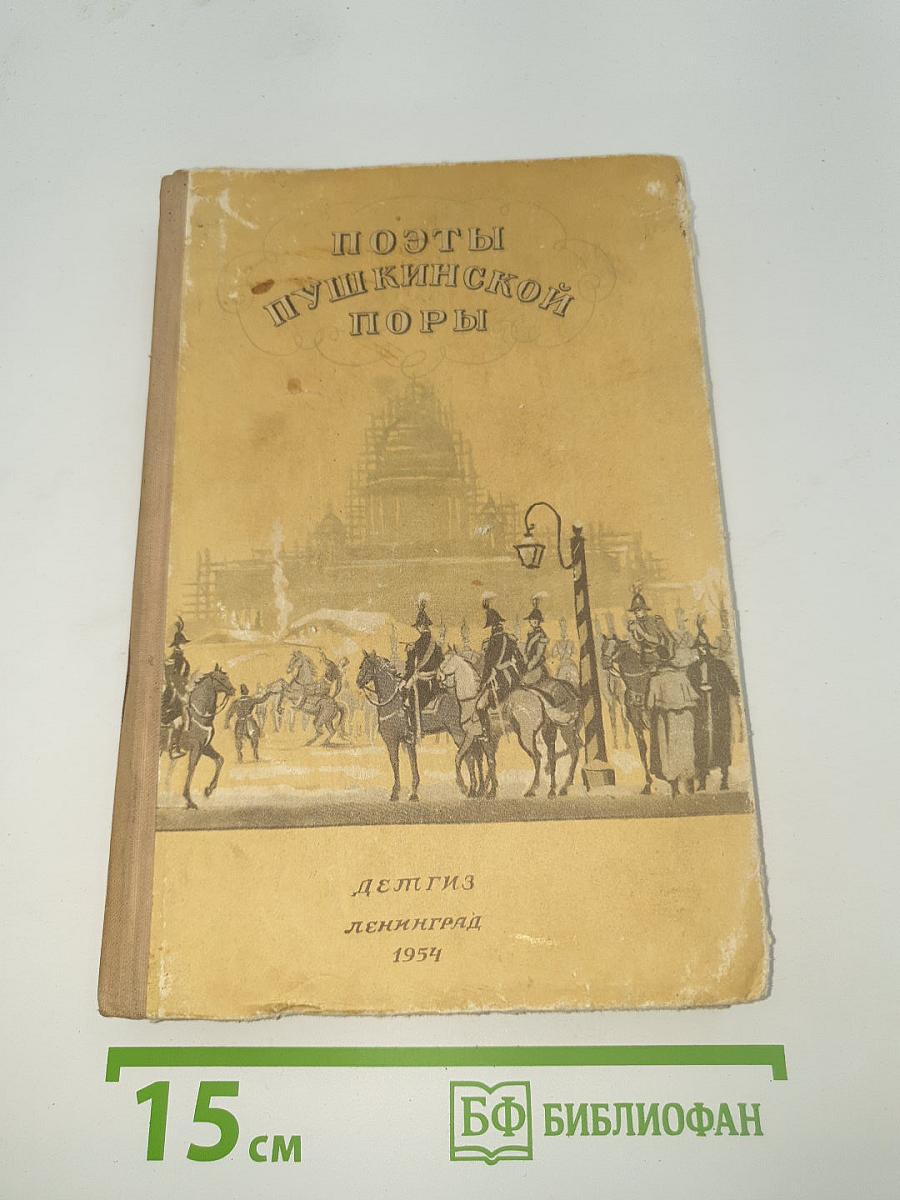 ПОЭТЫ
ПУШКИНСКОЙ
ПОРЫ
ДЕТГИЗ
ЛЕНИНГРАД
1954
15 см
БФ БИБЛИОФАН